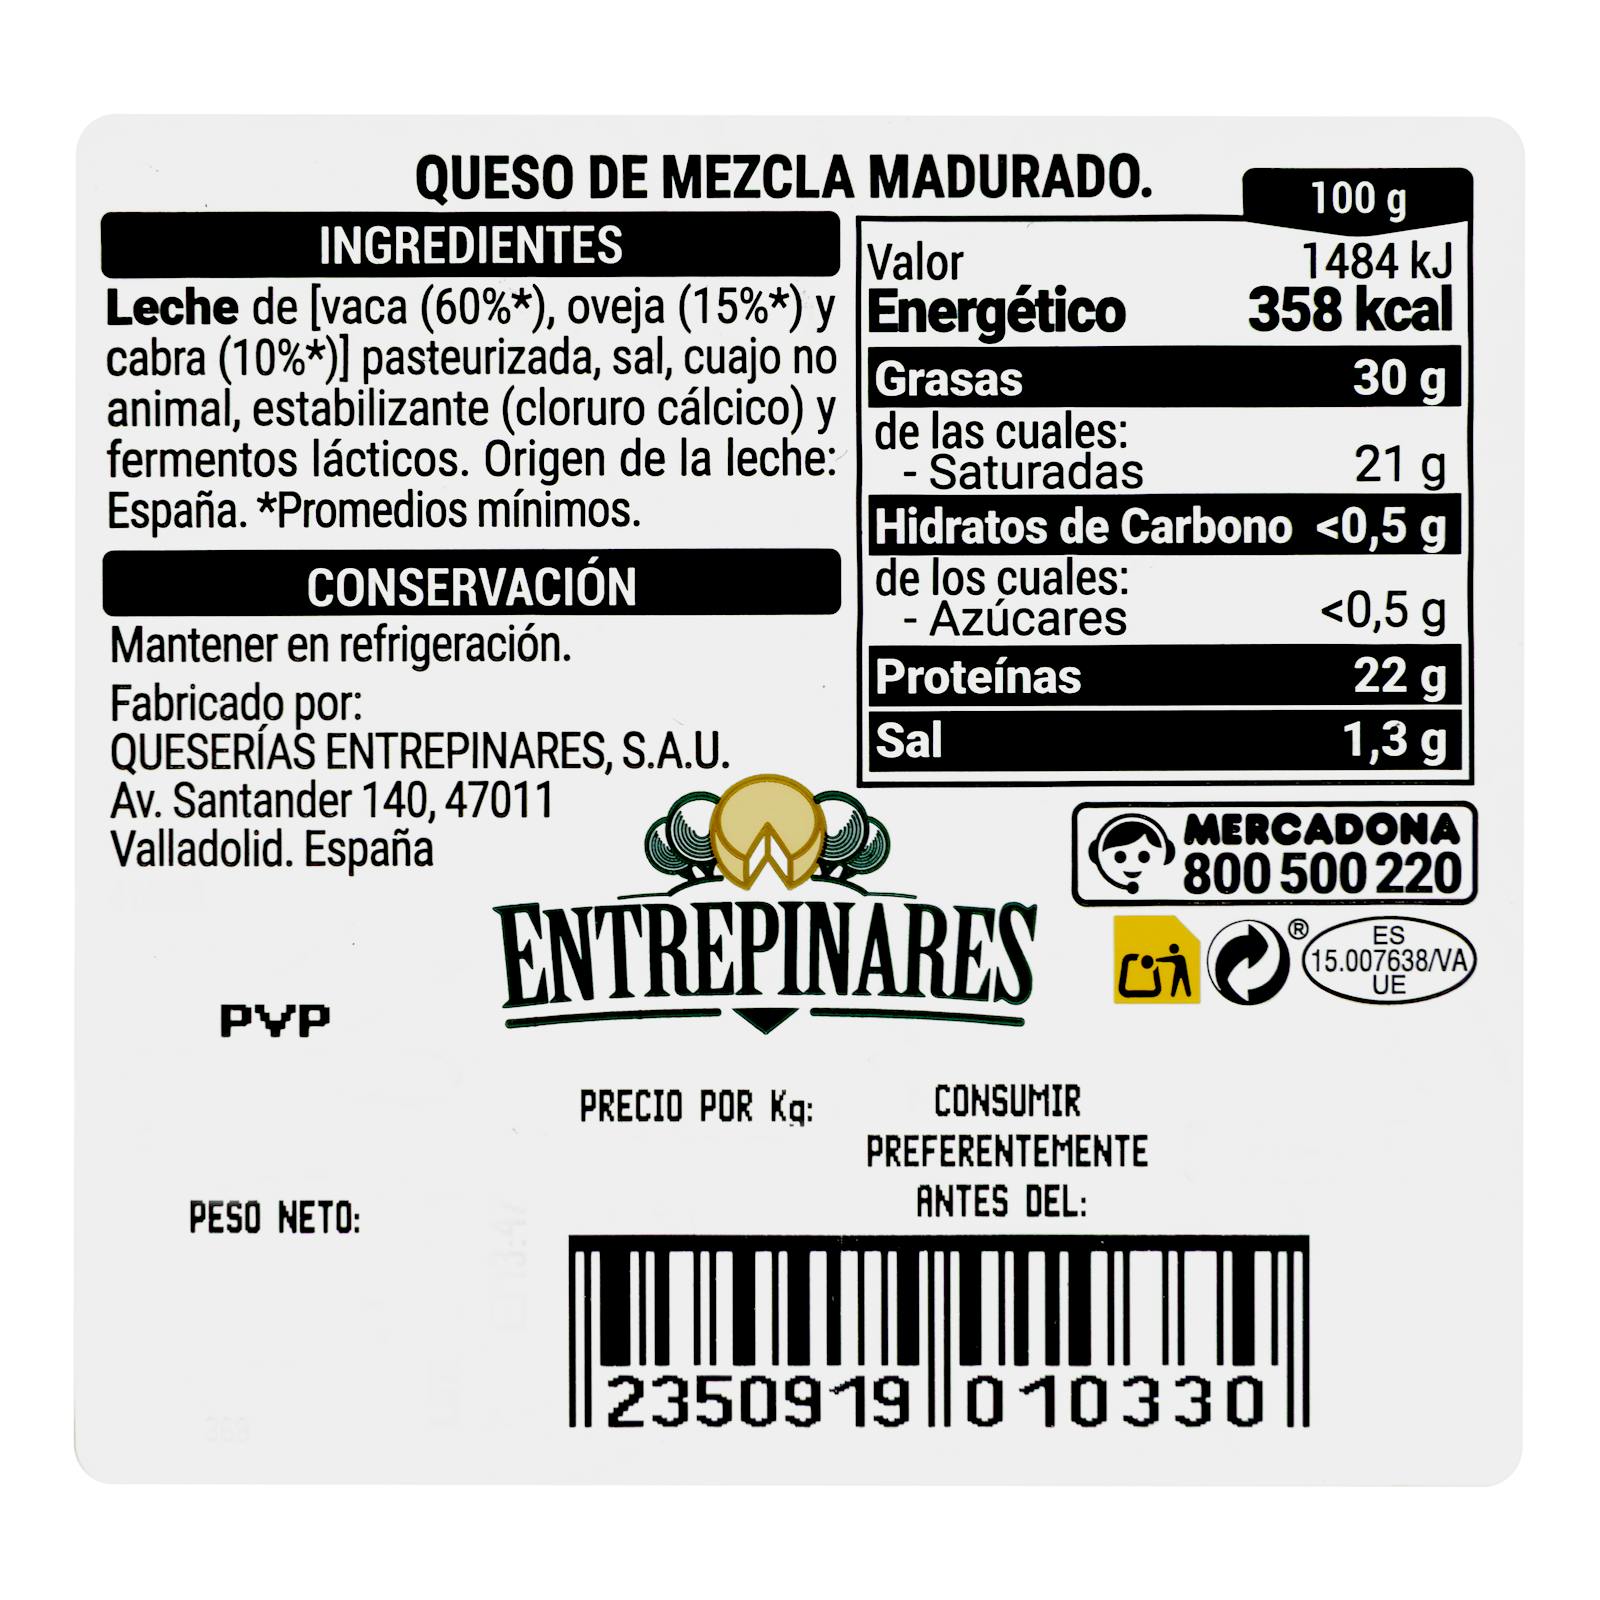 QUESO DE MEZCLA MADURADO.
INGREDIENTES
Leche de [vaca (60%*), oveja (15%*) y
cabra (10%*)] pasteurizada, sal, cuajo no
animal, estabilizante (cloruro cálcico) y
fermentos lácticos. Origen de la leche:
España. *Promedios mínimos.
CONSERVACIÓN
Mantener en refrigeración.
Fabricado por:
QUESERÍAS ENTREPINARES, S.A.U.
Av. Santander 140, 47011
Valladolid. España
100 g
Valor 1484 kJ
Energético 358 kcal
Grasas 30 g
de las cuales:
- Saturadas 21 g
Hidratos de Carbono <0,5 g
de los cuales:
- Azúcares <0,5 g
Proteínas 22 g
Sal 1,3 g
MERCADONA
800 500 220
®
ES
15.007638/VA
UE
ENTREPINARES
PVP
PRECIO POR Kg:
CONSUMIR
PREFERENTEMENTE
ANTES DEL:
PESO NETO:
2350919 010330